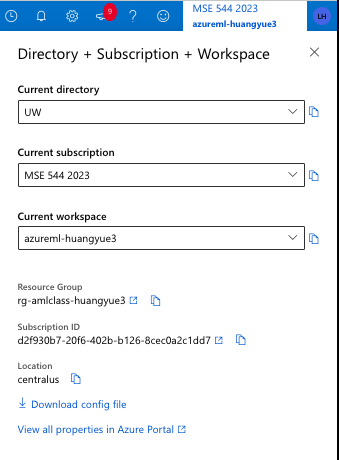 9
MSE 544 2023
azureml-huangyue3
LH
Directory + Subscription + Workspace
Current directory
UW
Current subscription
MSE 544 2023
Current workspace
azureml-huangyue3
Resource Group
rg-amlclass-huangyue3
Subscription ID
d2f930b7-20f6-402b-b126-8cec0a2c1dd7
Location
centralus
Download config file
View all properties in Azure Portal